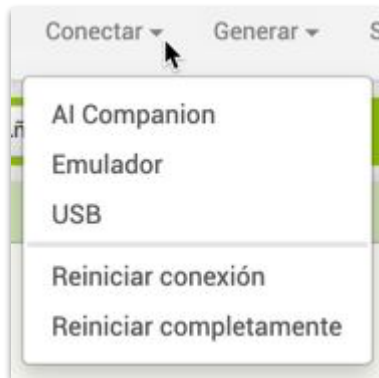 Conectar Generar
AI Companion
Emulador
USB
Reiniciar conexión
Reiniciar completamente